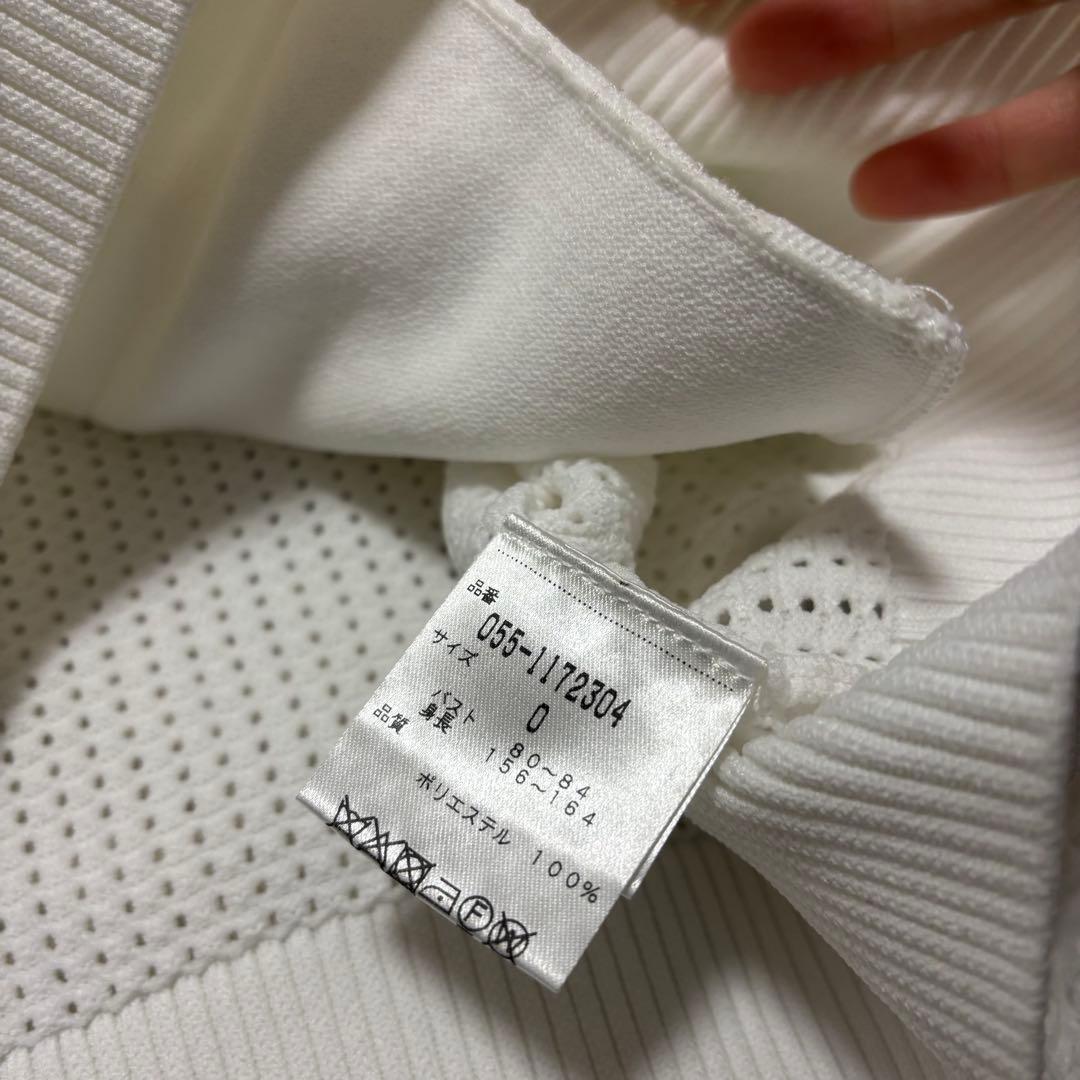 品番
055-1172304
サイズ
0
バスト 80~84
身長 156~164
品質
ポリエステル 100%
F W